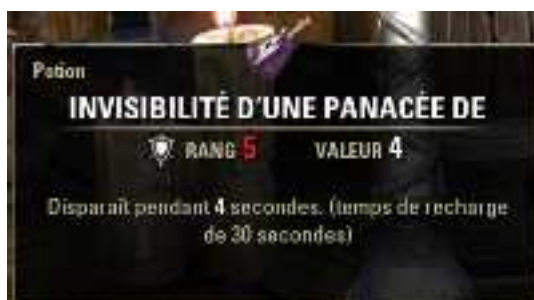 Potion
INVISIBILITÉ D'UNE PANACÉE DE
RANG 5 VALEUR 4
Disparaît pendant 4 secondes. (temps de recharge
de 30 secondes)